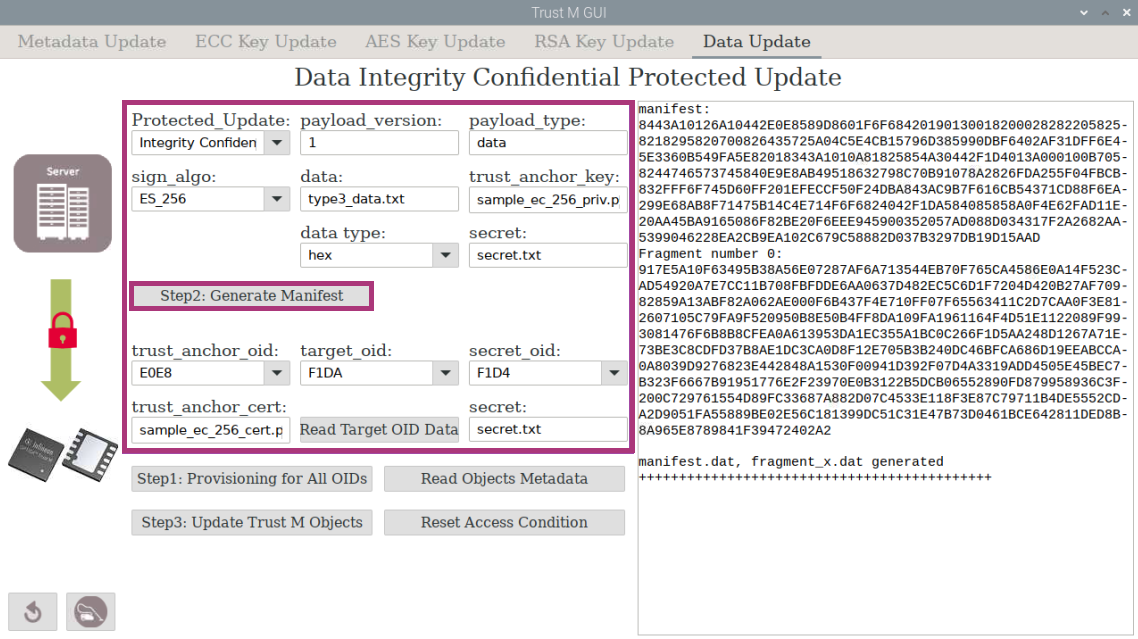 Trust M GUI
Metadata Update
ECC Key Update
AES Key Update
RSA Key Update
Data Update
Data Integrity Confidential Protected Update
Server
Protected_Update:
payload_version:
payload_type:
Integrity Confiden
1
data
sign_algo:
data:
trust_anchor_key:
ES_256
type3_data.txt
sample_ec_256_priv.p
data type:
secret:
hex
secret.txt
Step2: Generate Manifest
trust_anchor_oid:
target_oid:
secret_oid:
E0E8
F1DA
F1D4
trust_anchor_cert:
secret:
sample_ec_256_cert.p
Read Target OID Data
secret.txt
Step1: Provisioning for All OIDs
Read Objects Metadata
Step3: Update Trust M Objects
Reset Access Condition
manifest:
8443A10126A10442E0E8589D8601F6F68420190130018200028282205825-
821829582070082643572​5A04C5E4CB15796D385990DBF6402AF31DFF6E4-
5E3360B549FA5E82018343A1010A81825854A30442F1D4013A000100B705-
8244746573745840E9E8AB49518632798C70B91078A2826FDA255F04FBCB-
832FFF6F745D60FF201EFECCF50F24DBA843AC9B7F616CB54371CD88F6EA-
299E68AB8F71475B14C4E714F6F6824042F1DA584085858A0F4E62FAD11E-
20AA45BA9165086F82BE20F6EEE945900352057AD088D034317F2A2682AA-
5399046228EA2CB9EA102C679C58882D037B3297DB19D15AAD
Fragment number 0:
917E5A10F63495B38A56E07287AF6A713544EB70F765CA4586E0A14F523C-
AD54920A7E7CC11B708FBFDDE6AA0637D482EC5C6D1F7204D420B27AF709-
82859A13ABF82A062AE000F6B437F4E710FF07F65563411C2D7CAA0F3E81-
2607105C79FA9F520950B8E50B4FF8DA109FA1961164F4D51E1122089F99-
3081476F6B8B8CFEA0A613953DA1EC355A1BC0C266F1D5AA248D1267A71E-
73BE3C8CDFD37B8AE1DC3CA0D8F12E705B3B240DC46BFCA686D19EEABCCA-
0A8039D9276823E442848A1530F00941D392F07D4A3319ADD4505E45BEC7-
B323F6667B91951776E2F23970E0B3122B5DCB06552890FD879958936C3F-
200C729761554D89FC33687A882D07C4533E118F3E87C79711B4DE5552CD-
A2D9051FA55889BE02E56C181399DC51C31E47B73D0461BCE642811DED8B-
8A965E8789841F39472402A2
manifest.dat, fragment_x.dat generated
++++++++++++++++++++++++++++++++++++++++++++